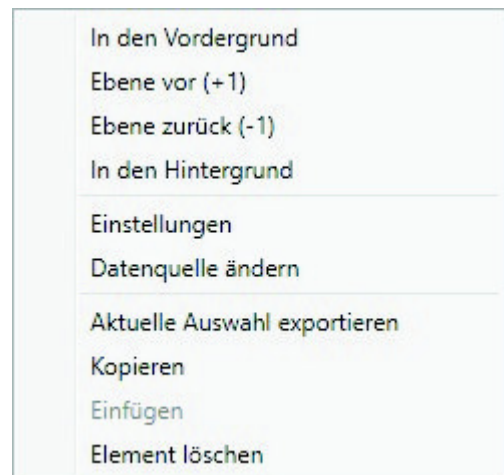 In den Vordergrund
Ebene vor (+1)
Ebene zurück (-1)
In den Hintergrund
Einstellungen
Datenquelle ändern
Aktuelle Auswahl exportieren
Kopieren
Einfügen
Element löschen